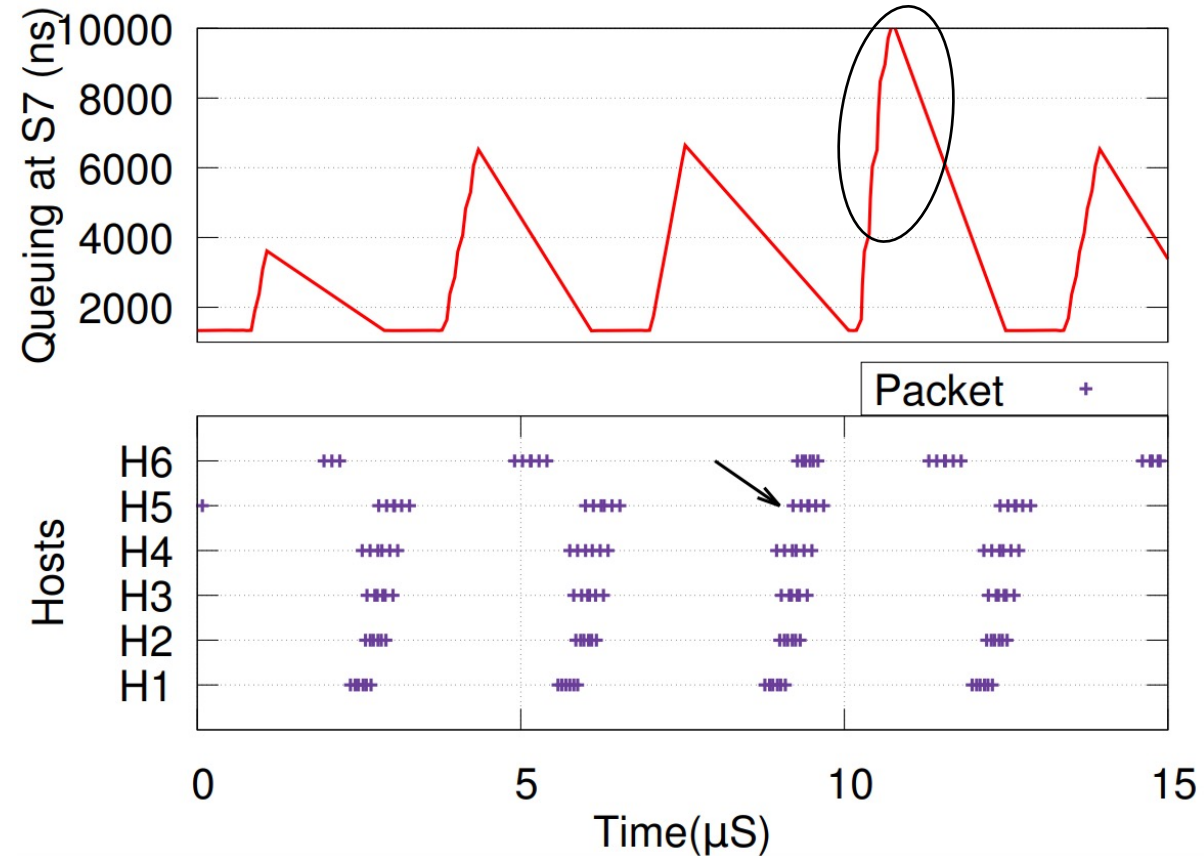 Queuing at S7 (ns)
10000
8000
6000
4000
2000
Packet
Hosts
H6
H5
H4
H3
H2
H1
0 5 10 15
Time(μS)